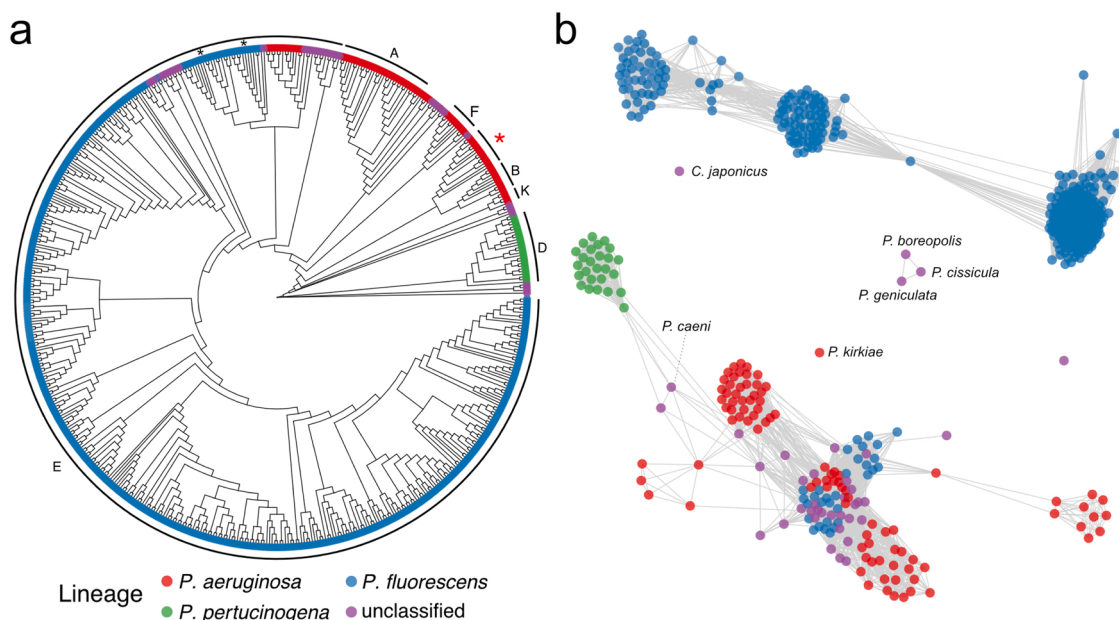 a
b
* *
A
F
*
B
K
D
E
C. japonicus
P. boreopolis
P. cissicula
P. geniculata
P. caeni
P. kirkiae
Lineage
P. aeruginosa
P. fluorescens
P. pertucinogena
unclassified